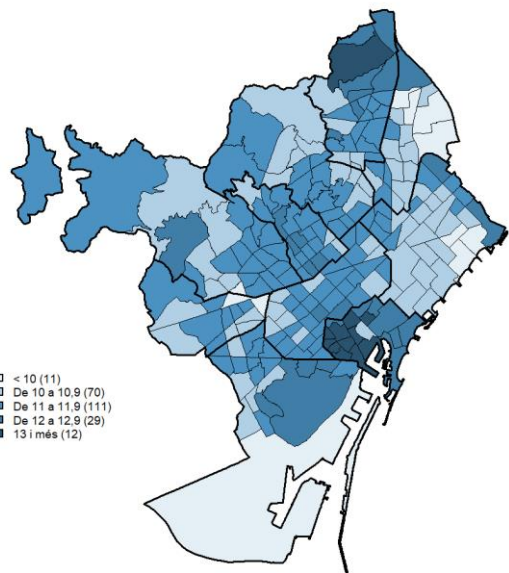 < 10 (11)
De 10 a 10,9 (70)
De 11 a 11,9 (111)
De 12 a 12,9 (29)
13 i més (12)